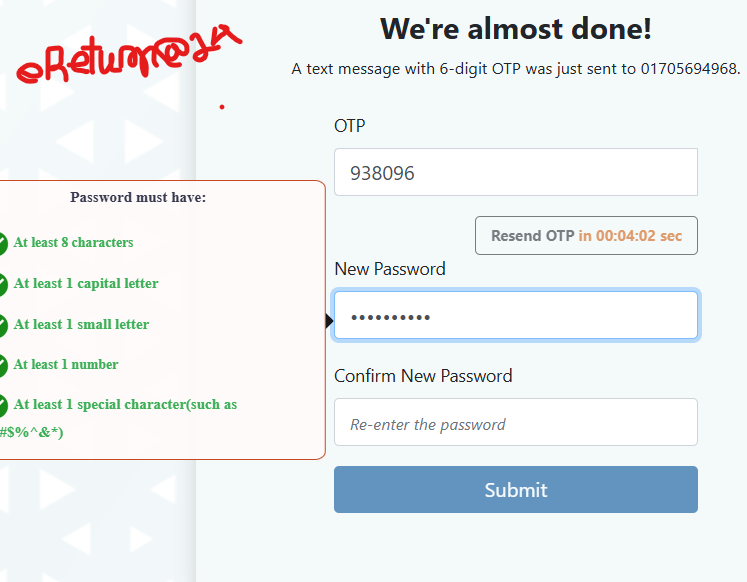 We're almost done!
A text message with 6-digit OTP was just sent to 01705694968.
OTP
938096
Password must have:
At least 8 characters
Resend OTP in 00:04:02 sec
New Password
At least 1 capital letter
••••••••••
At least 1 small letter
At least 1 number
Confirm New Password
At least 1 special character(such as
#$%^&*)
Re-enter the password
Submit